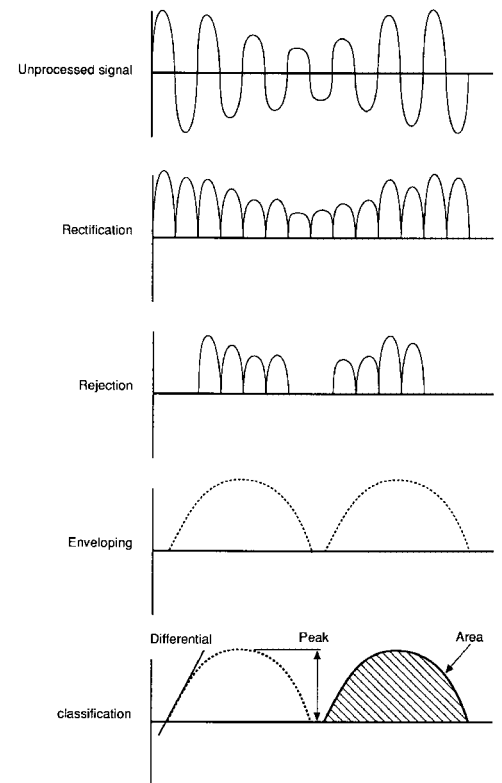 Unprocessed signal
Rectification
Rejection
Enveloping
Differential
Peak
Area
classification